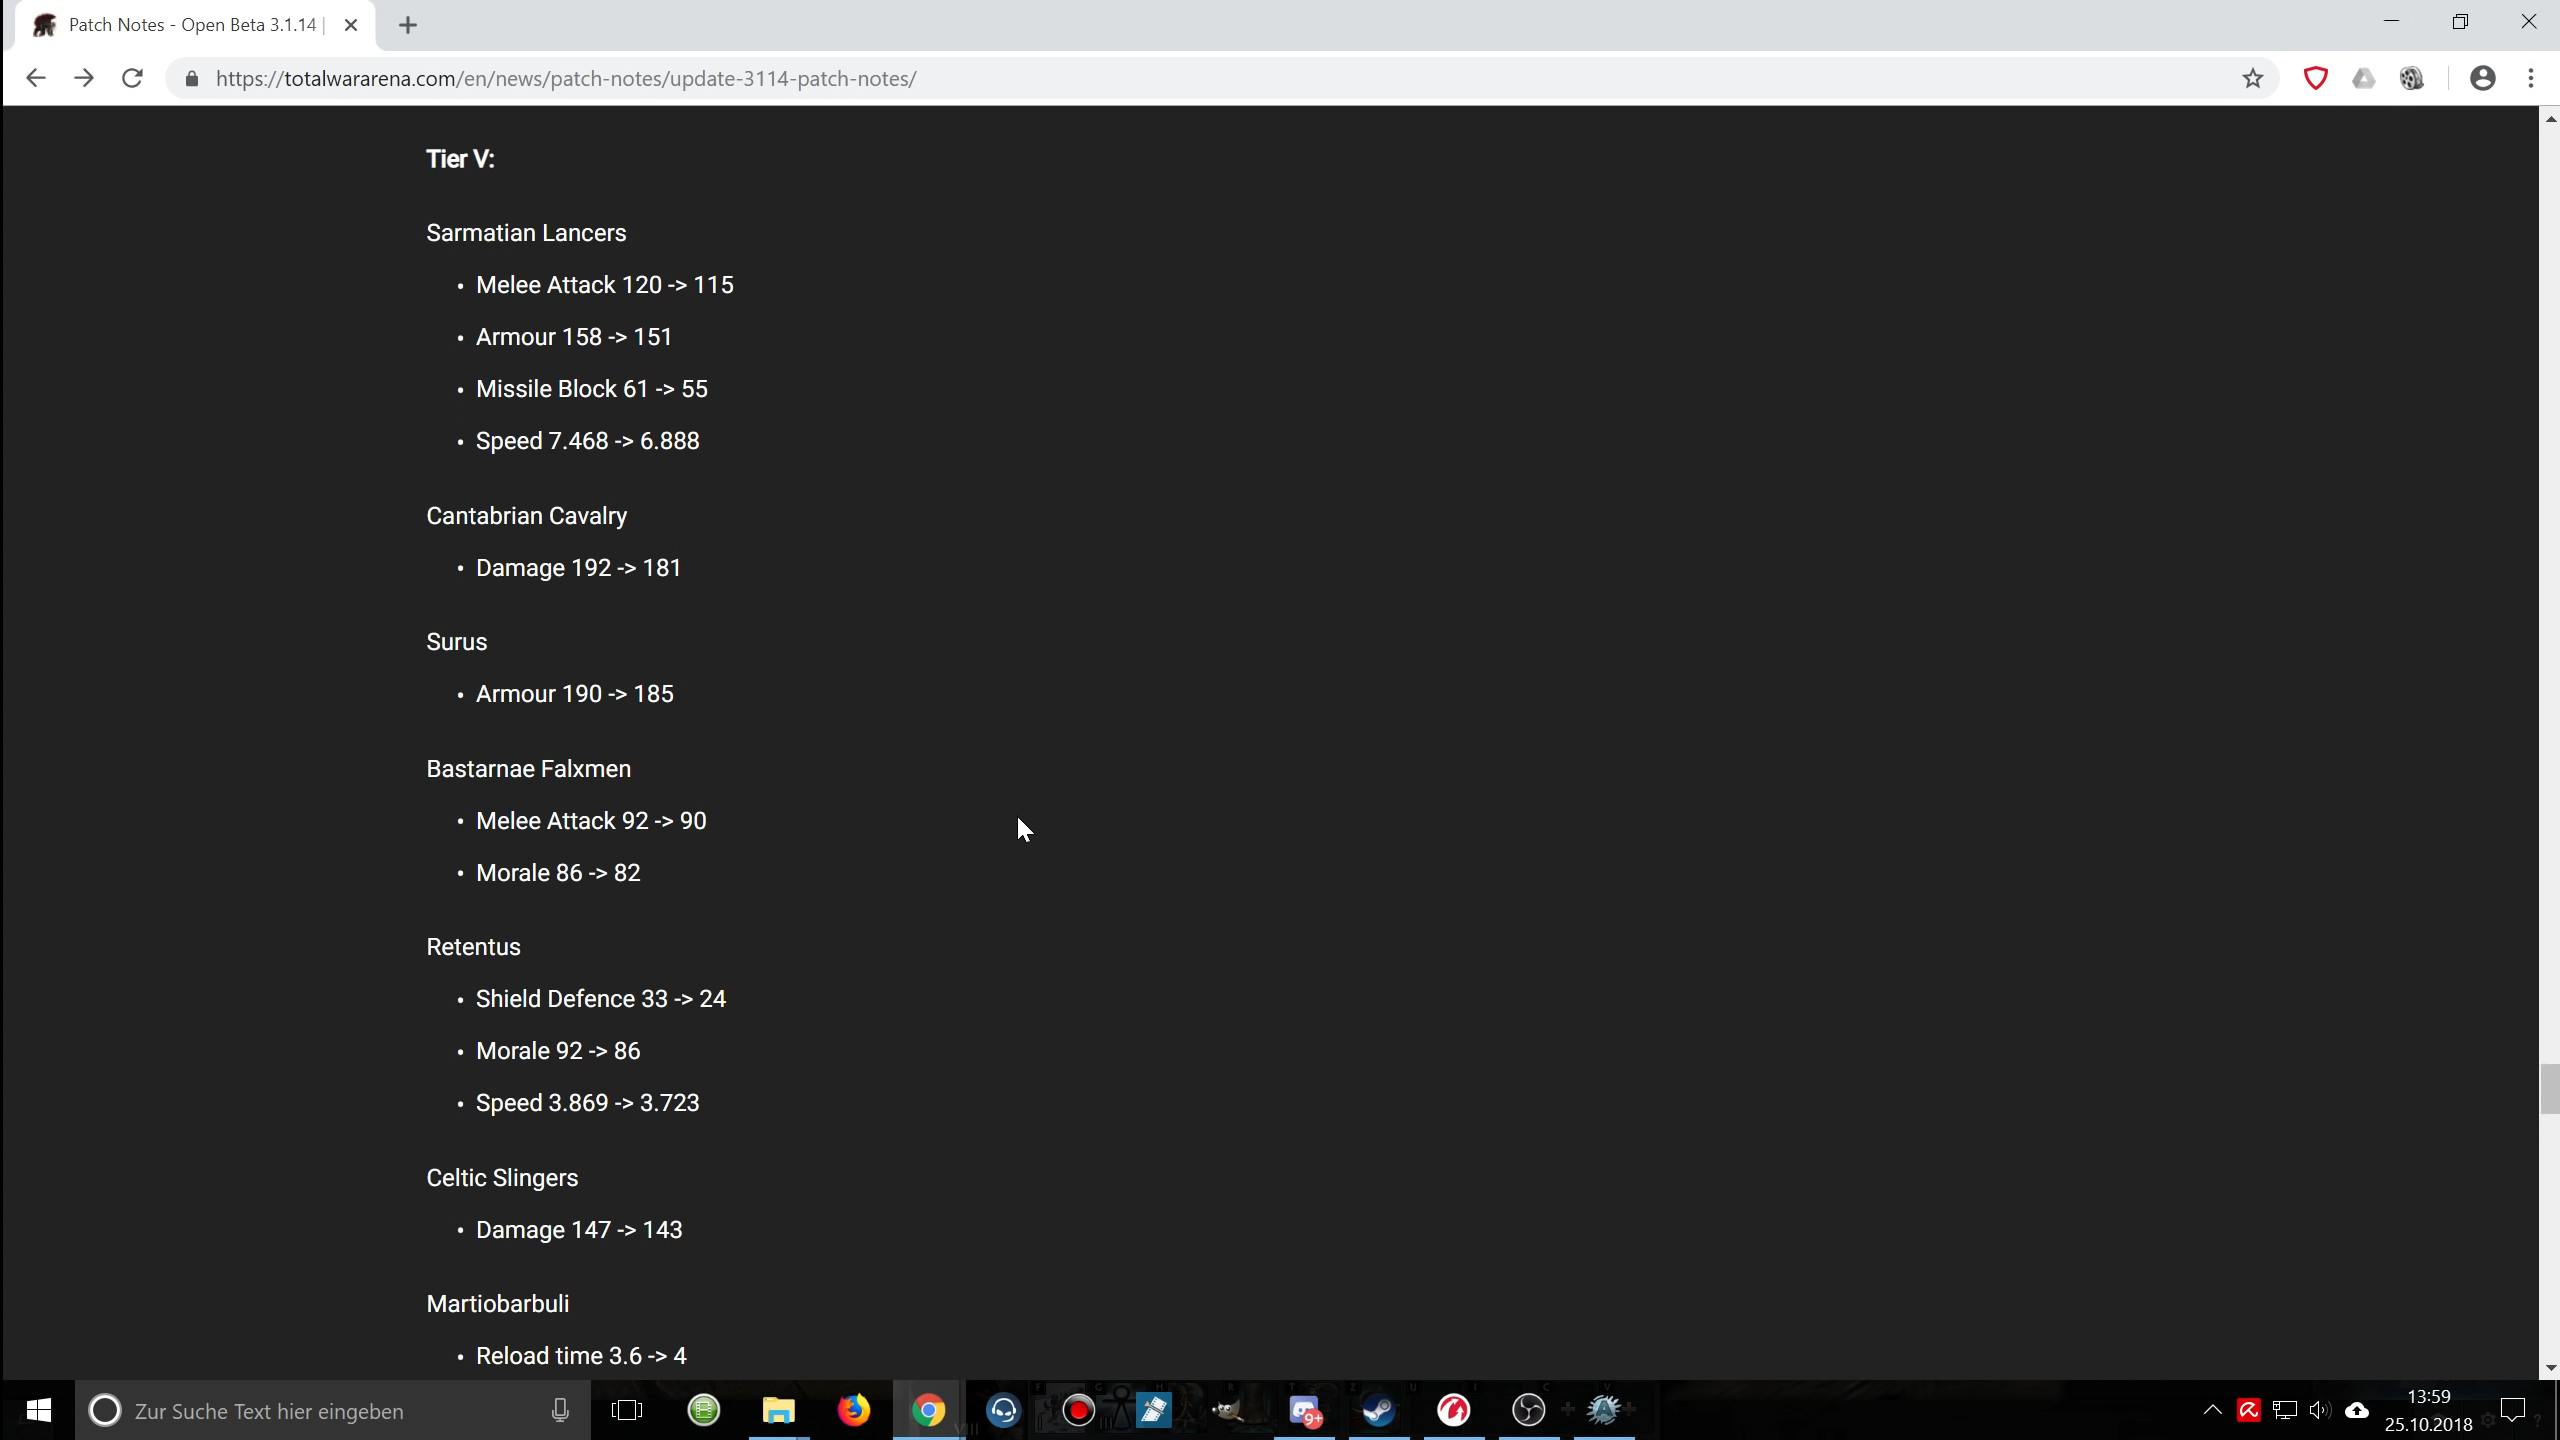 Patch Notes - Open Beta 3.1.14 |
https://totalwararena.com/en/news/patch-notes/update-3114-patch-notes/
Tier V:
Sarmatian Lancers
• Melee Attack 120 -> 115
• Armour 158 -> 151
• Missile Block 61 -> 55
• Speed 7.468 -> 6.888
Cantabrian Cavalry
• Damage 192 -> 181
Surus
• Armour 190 -> 185
Bastarnae Falxmen
• Melee Attack 92 -> 90
• Morale 86 -> 82
Retentus
• Shield Defence 33 -> 24
• Morale 92 -> 86
• Speed 3.869 -> 3.723
Celtic Slingers
• Damage 147 -> 143
Martiobarbuli
• Reload time 3.6 -> 4
Zur Suche Text hier eingeben
9+
13:59
25.10.2018